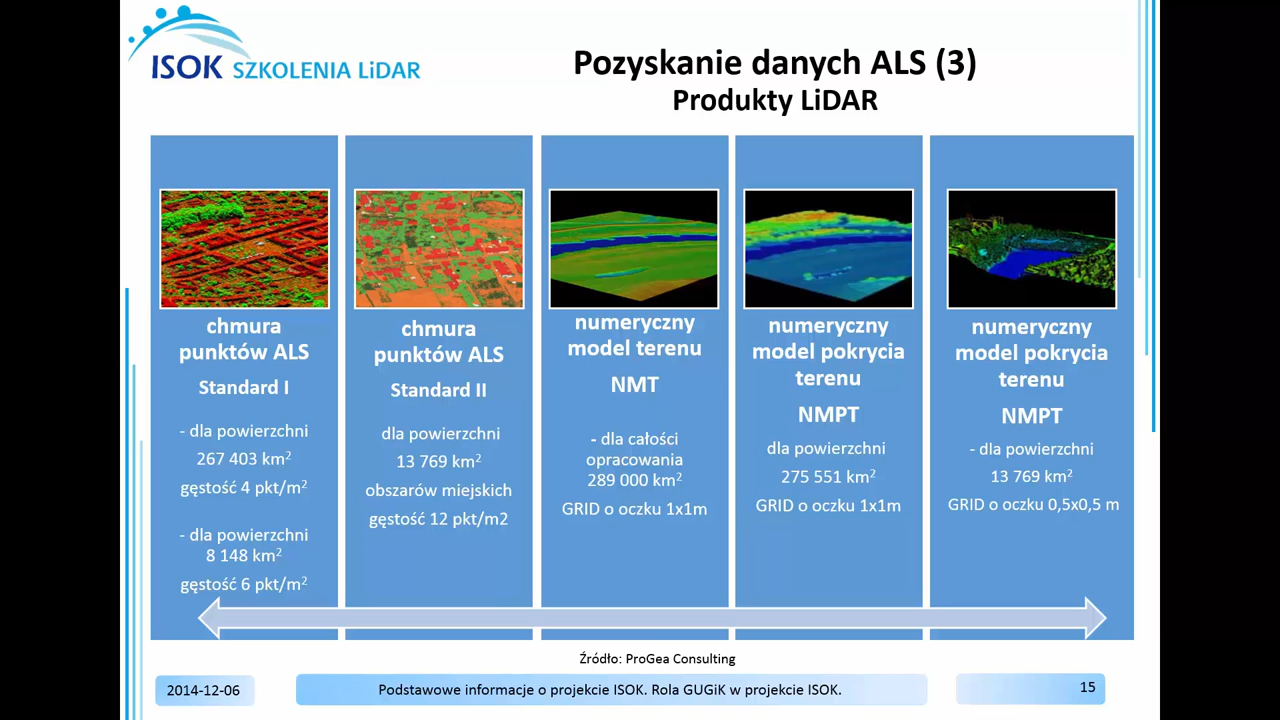 ISOK SZKOLENIA LiDAR
Pozyskanie danych ALS (3)
Produkty LiDAR
chmura
punktów ALS
Standard I
- dla powierzchni
267 403 km²
gęstość 4 pkt/m²
- dla powierzchni
8 148 km²
gęstość 6 pkt/m²
chmura
punktów ALS
Standard II
dla powierzchni
13 769 km²
obszarów miejskich
gęstość 12 pkt/m2
numeryczny
model terenu
NMT
- dla całości
opracowania
289 000 km²
GRID o oczku 1x1m
numeryczny
model pokrycia
terenu
NMPT
dla powierzchni
275 551 km²
GRID o oczku 1x1m
numeryczny
model pokrycia
terenu
NMPT
- dla powierzchni
13 769 km²
GRID o oczku 0,5x0,5 m
Źródło: ProGea Consulting
2014-12-06
Podstawowe informacje o projekcie ISOK. Rola GUGiK w projekcie ISOK.
15